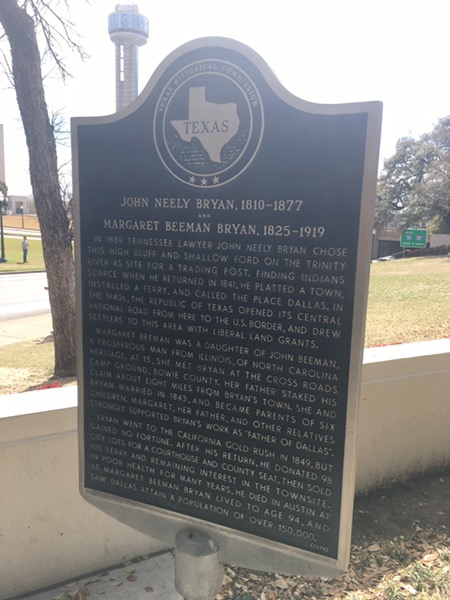 TEXAS HISTORICAL COMMISSION
TEXAS
JOHN NEELY BRYAN, 1810-1877
AND
MARGARET BEEMAN BRYAN, 1825-1919
IN 1839 TENNESSEE LAWYER JOHN NEELY BRYAN CHOSE
THIS HIGH BLUFF AND SHALLOW FORD ON THE TRINITY
RIVER AS SITE FOR A TRADING POST. FINDING INDIANS
SCARCE WHEN HE RETURNED IN 1841, HE PLATTED A TOWN,
INSTALLED A FERRY, AND CALLED THE PLACE DALLAS. IN
THE 1840s, THE REPUBLIC OF TEXAS OPENED ITS CENTRAL
NATIONAL ROAD FROM HERE TO THE U.S. BORDER, AND DREW
SETTLERS TO THIS AREA WITH LIBERAL LAND GRANTS.
MARGARET BEEMAN WAS A DAUGHTER OF JOHN BEEMAN,
A PROSPEROUS MAN FROM ILLINOIS, OF NORTH CAROLINA
HERITAGE. AT 15, SHE MET BRYAN AT THE CROSS ROADS
CAMP GROUND, BOWIE COUNTY. HER FATHER STAKED HIS
CLAIM ABOUT EIGHT MILES FROM BRYAN'S TOWN. SHE AND
BRYAN MARRIED IN 1843, AND BECAME PARENTS OF SIX
CHILDREN. MARGARET, HER FATHER, AND OTHER RELATIVES
STRONGLY SUPPORTED BRYAN'S WORK AS "FATHER OF DALLAS".
BRYAN WENT TO THE CALIFORNIA GOLD RUSH IN 1849, BUT
GAINED NO FORTUNE. AFTER HIS RETURN, HE DONATED 98
CITY LOTS FOR A COURTHOUSE AND COUNTY SEAT, THEN SOLD
HIS FERRY AND REMAINING INTEREST IN THE TOWNSITE.
IN POOR HEALTH FOR MANY YEARS, HE DIED IN AUSTIN AT
67. MARGARET BEEMAN BRYAN LIVED TO AGE 94, AND
SAW DALLAS ATTAIN A POPULATION OF OVER 150,000.